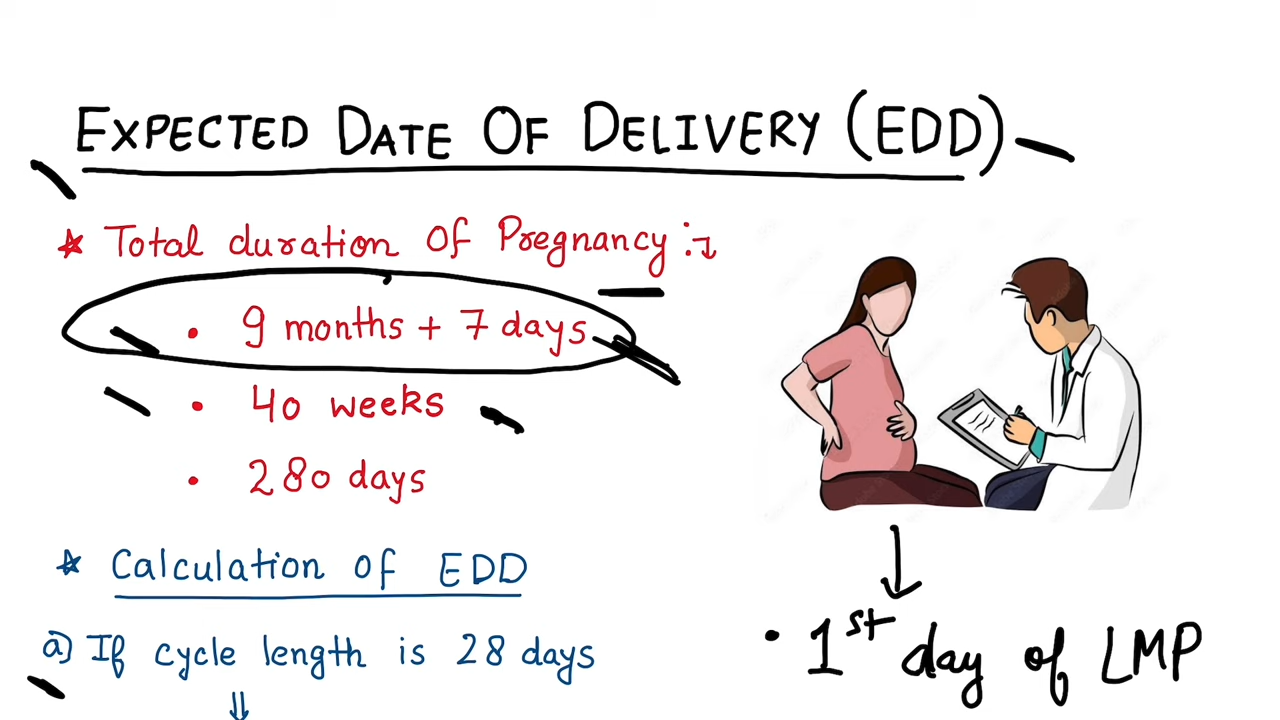 EXPECTED DATE OF DELIVERY (EDD)
* Total duration Of Pregnancy :-
• 9 months + 7 days
• 40 weeks
• 280 days
* Calculation of EDD
a) If cycle length is 28 days
⇓
↓
• 1st day of LMP